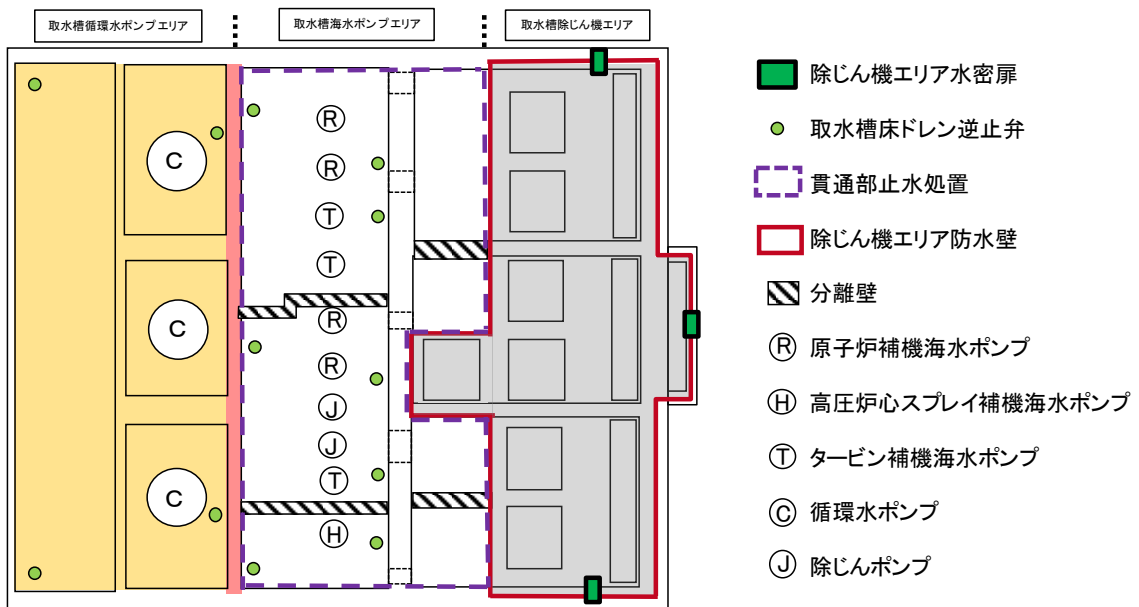 取水槽循環水ポンプエリア
取水槽海水ポンプエリア
取水槽除じん機エリア
C
C
C
R
R
T
T
R
R
J
J
T
H
除じん機エリア水密扉
取水槽床ドレン逆止弁
貫通部止水処置
除じん機エリア防水壁
分離壁
R 原子炉補機海水ポンプ
H 高圧炉心スプレイ補機海水ポンプ
T タービン補機海水ポンプ
C 循環水ポンプ
J 除じんポンプ